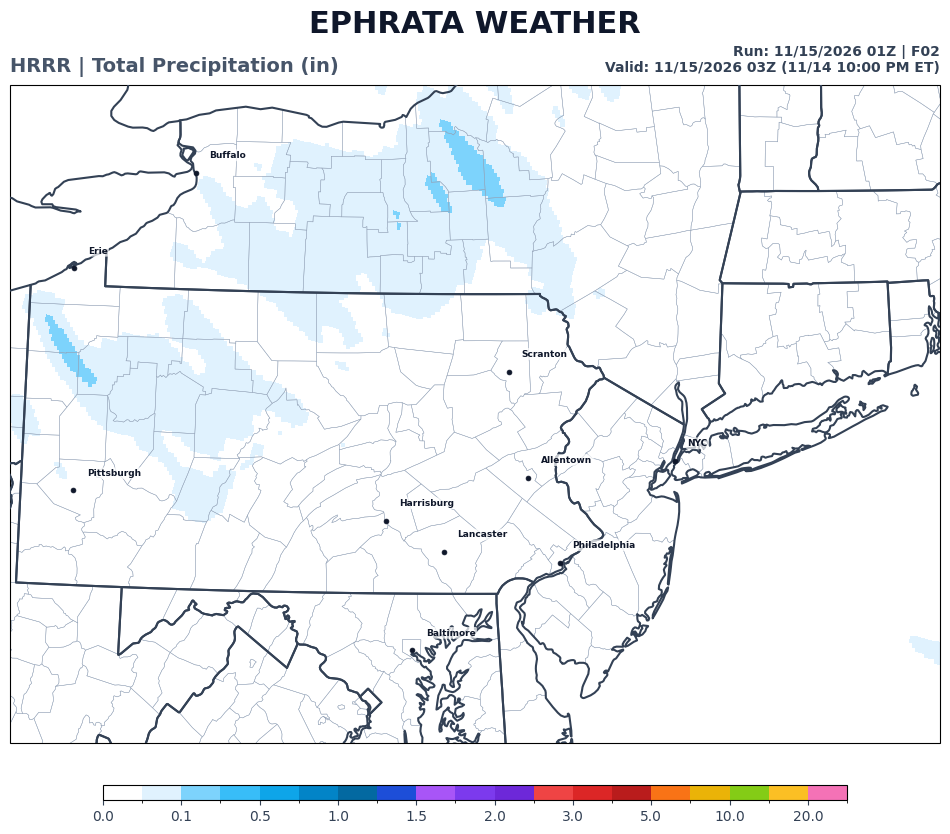 EPHRATA WEATHER
HRRR | Total Precipitation (in)
Run: 11/15/2026 01Z | F02
Valid: 11/15/2026 03Z (11/14 10:00 PM ET)
Buffalo
Erie
Scranton
NYC
Allentown
Pittsburgh
Harrisburg
Lancaster
Philadelphia
Baltimore
0.0 0.1 0.5 1.0 1.5 2.0 3.0 5.0 10.0 20.0